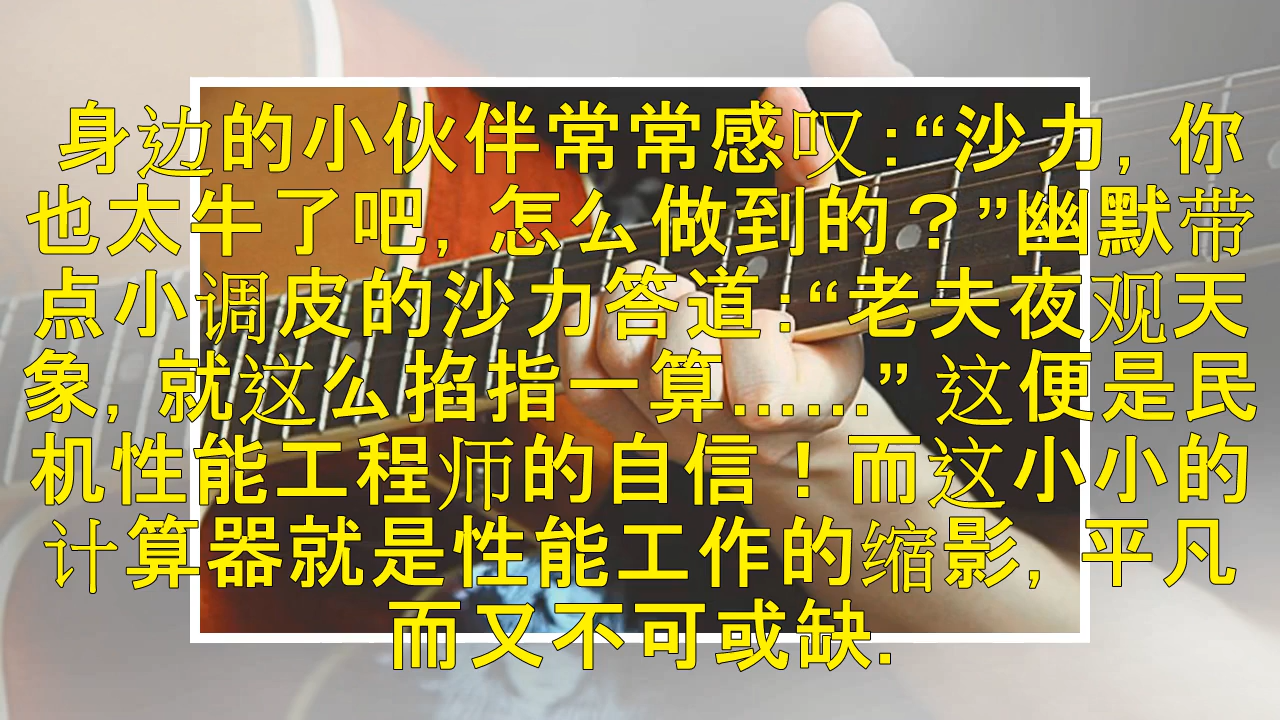 身边的小伙伴常常感叹:“沙力, 你
也太牛了吧, 怎么做到的？”幽默带
点小调皮的沙力答道:“老夫夜观天
象, 就这么掐指一算......” 这便是民
机性能工程师的自信！而这小小的
计算器就是性能工作的缩影, 平凡
而又不可或缺.